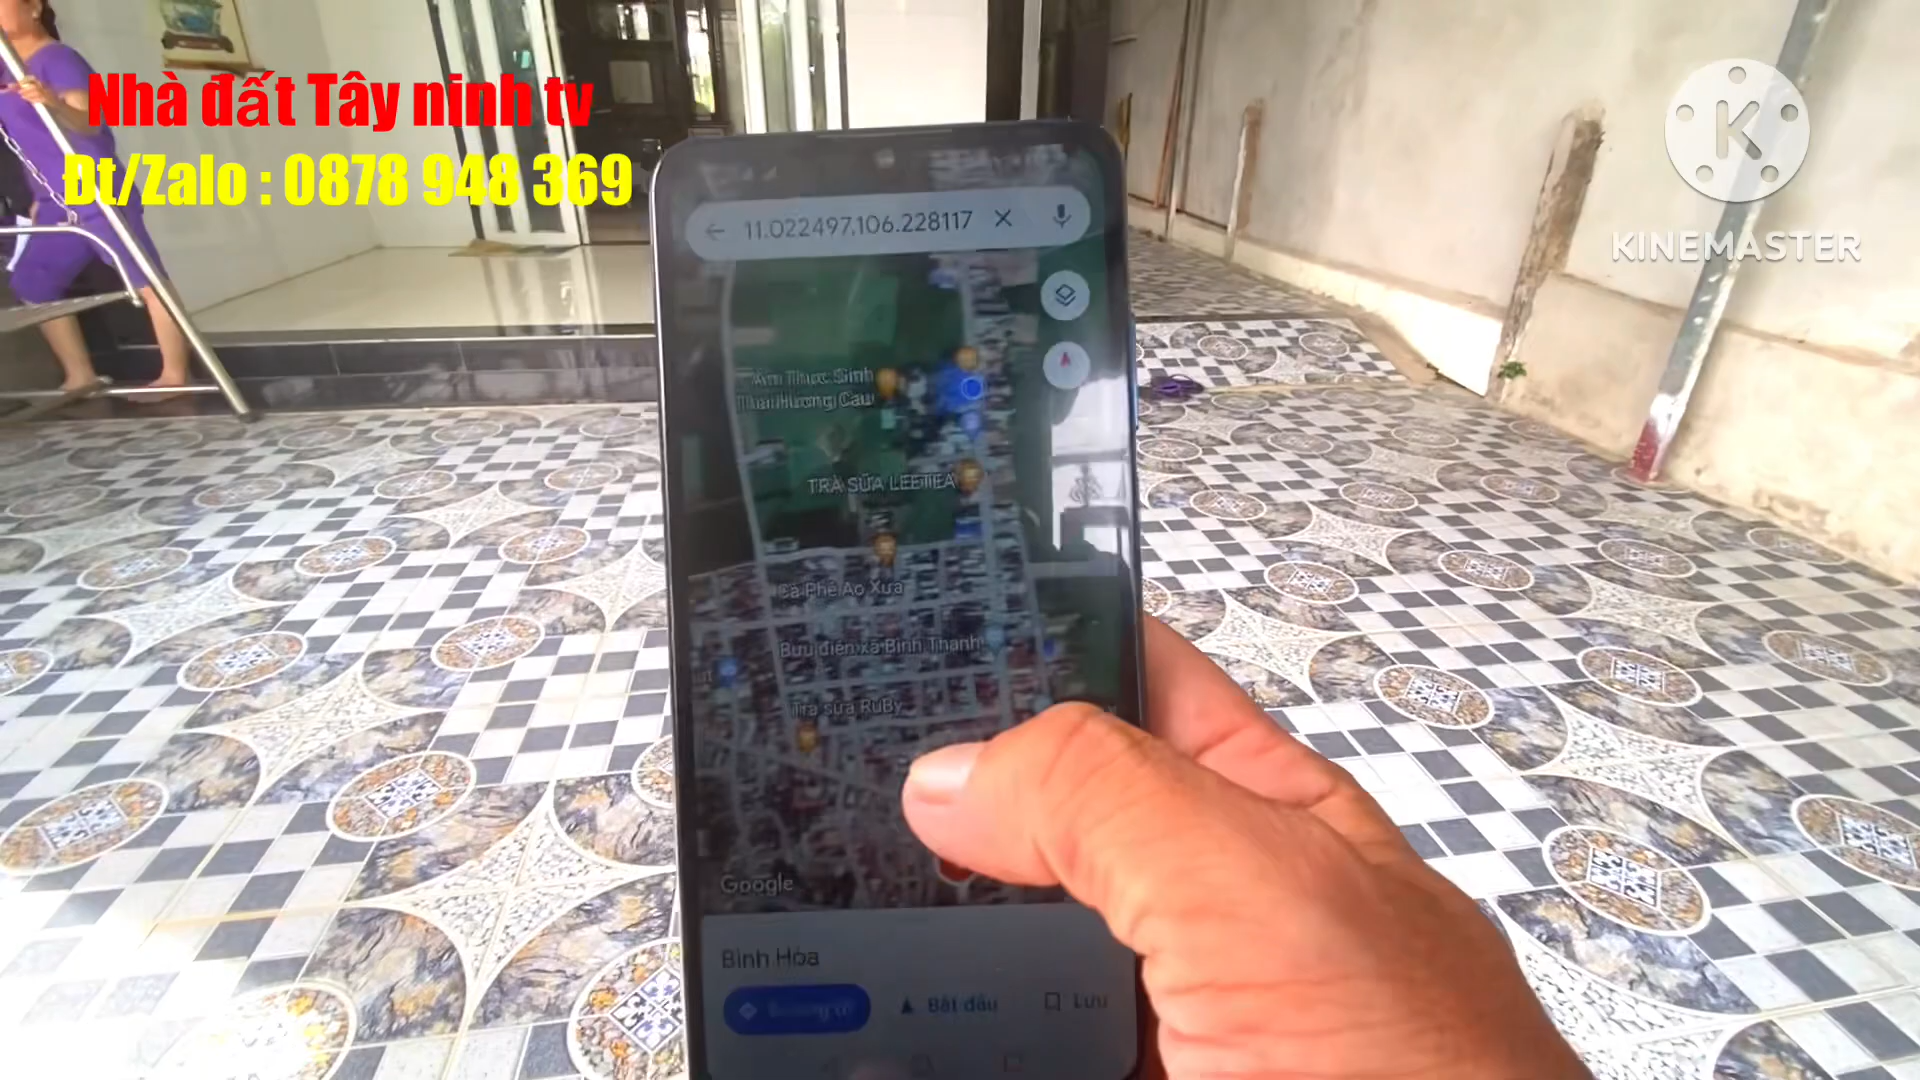 Nhà đất Tây ninh tv
Đt/Zalo : 0878 948 369
K
KINEMASTER
11.022497,106.228117
Ẩm Thực Sinh
Thái Hương Cau
TRÀ SỮA LEETEA
Cà Phê Áo Xưa
Bưu điện xã Bình Thạnh
Trà sữa RuBy
Google
Bình Hòa
Bắt đầu
Lưu